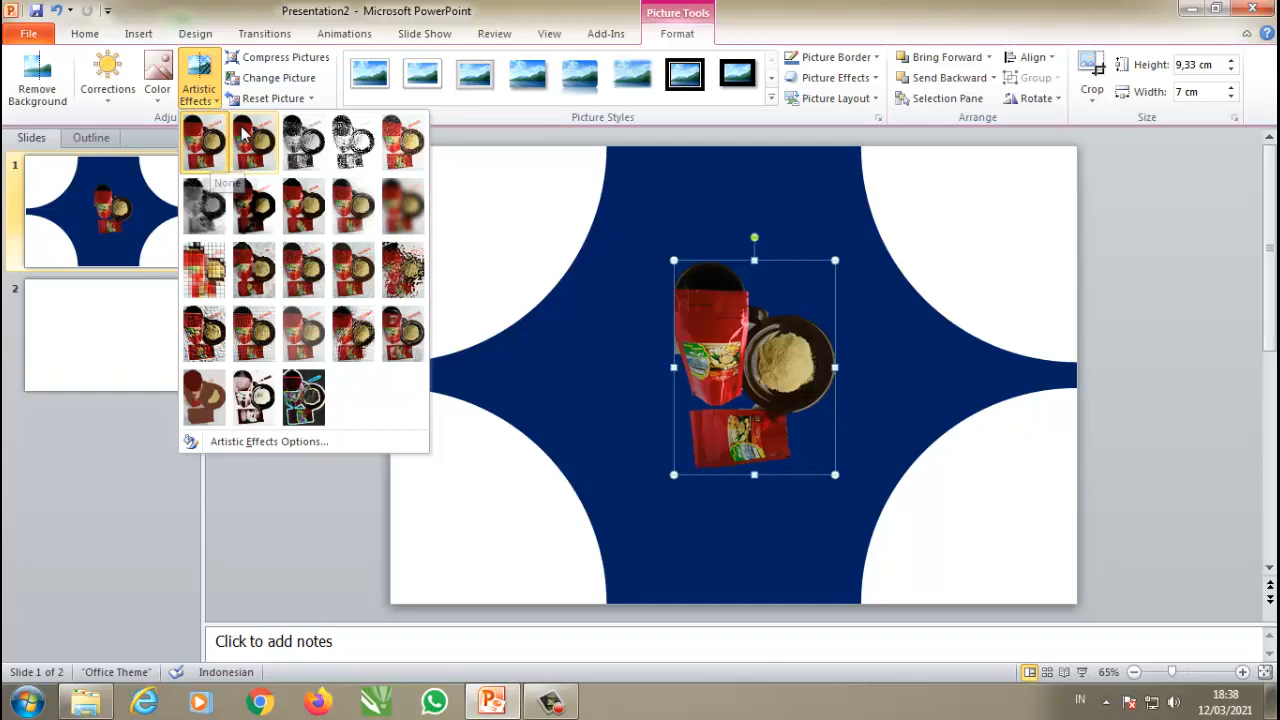 Presentation2 - Microsoft PowerPoint
Picture Tools
File Home Insert Design Transitions Animations Slide Show Review View Add-Ins Format
Remove Background
Corrections
Color
Artistic Effects
Compress Pictures
Change Picture
Reset Picture
Picture Border
Picture Effects
Picture Layout
Bring Forward
Send Backward
Selection Pane
Align
Group
Rotate
Crop
Height: 9,33 cm
Width: 7 cm
Adju
Picture Styles
Arrange
Size
Slides Outline
1
2
None
Artistic Effects Options...
Click to add notes
Slide 1 of 2
"Office Theme"
Indonesian
65%
IN
18:38
12/03/2021